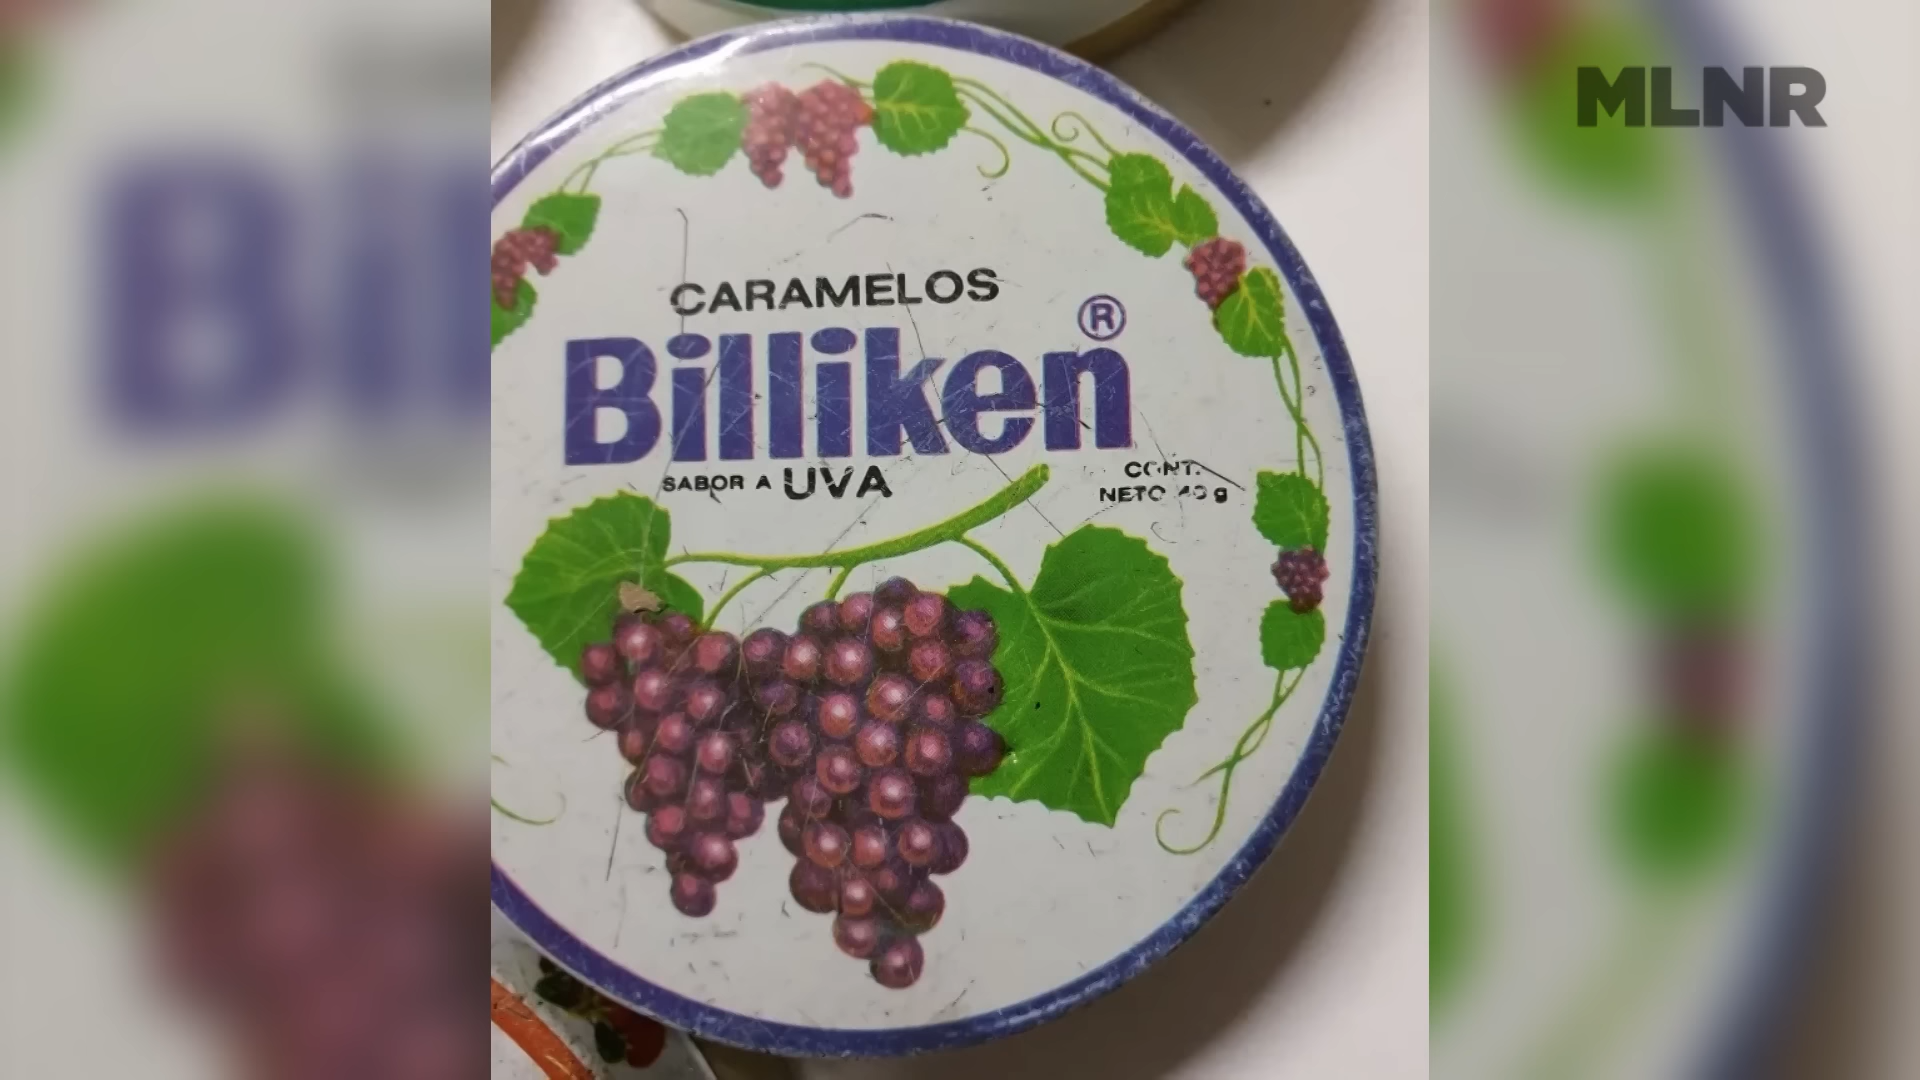 MLNR
CARAMELOS
Billiken®
SABOR A UVA
CONT.
NETO 40 g